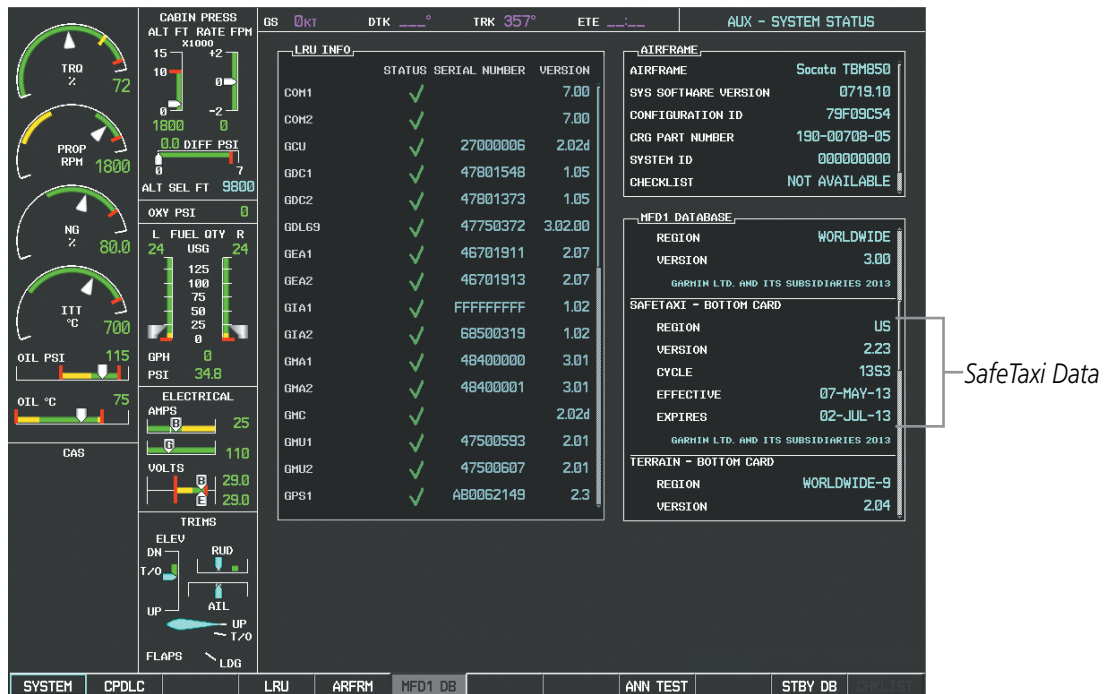 GS 0KT DTK ___° TRK 357° ETE __:__ AUX – SYSTEM STATUS
TRQ
%
72
PROP
RPM
1800
NG
%
80.0
ITT
°C
700
OIL PSI 115
OIL °C 75
CAS
CABIN PRESS
ALT FT RATE FPM
X1000
15 +2
10 0
0 -2
1800 0
0.0 DIFF PSI
0 7
ALT SEL FT 9800
OXY PSI 0
L FUEL QTY R
24 USG 24
125
100
75
50
25
0
GPH 0
PSI 34.8
ELECTRICAL
AMPS
B 25
G 110
VOLTS
B 29.0
E 29.0
TRIMS
ELEV
DN RUD
T/O
UP AIL
UP
T/O
FLAPS LDG
LRU INFO
STATUS SERIAL NUMBER VERSION
COM1 ✓ 7.00
COM2 ✓ 7.00
GCU ✓ 27000006 2.02d
GDC1 ✓ 47801548 1.05
GDC2 ✓ 47801373 1.05
GDL69 ✓ 47750372 3.02.00
GEA1 ✓ 46701911 2.07
GEA2 ✓ 46701913 2.07
GIA1 ✓ FFFFFFFFF 1.02
GIA2 ✓ 68500319 1.02
GMA1 ✓ 48400000 3.01
GMA2 ✓ 48400001 3.01
GMC ✓ 2.02d
GMU1 ✓ 47500593 2.01
GMU2 ✓ 47500607 2.01
GPS1 ✓ AB0062149 2.3
AIRFRAME
AIRFRAME Socata TBM850
SYS SOFTWARE VERSION 0719.10
CONFIGURATION ID 79F09C54
CRG PART NUMBER 190-00708-05
SYSTEM ID 000000000
CHECKLIST NOT AVAILABLE
MFD1 DATABASE
REGION WORLDWIDE
VERSION 3.00
GARMIN LTD. AND ITS SUBSIDIARIES 2013
SAFETAXI – BOTTOM CARD
REGION US
VERSION 2.23
CYCLE 13S3
EFFECTIVE 07-MAY-13
EXPIRES 02-JUL-13
GARMIN LTD. AND ITS SUBSIDIARIES 2013
TERRAIN – BOTTOM CARD
REGION WORLDWIDE-9
VERSION 2.04
SafeTaxi Data
SYSTEM CPDLC LRU ARFRM MFD1 DB ANN TEST STBY DB CHKLIST